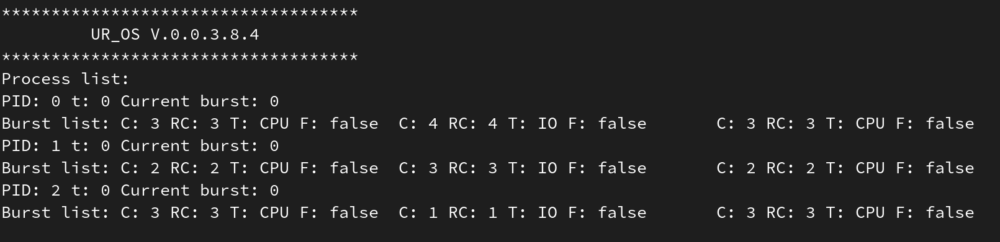 ************************************
UR_OS V.0.0.3.8.4
************************************
Process list:
PID: 0 t: 0 Current burst: 0
Burst list: C: 3 RC: 3 T: CPU F: false C: 4 RC: 4 T: IO F: false C: 3 RC: 3 T: CPU F: false
PID: 1 t: 0 Current burst: 0
Burst list: C: 2 RC: 2 T: CPU F: false C: 3 RC: 3 T: IO F: false C: 2 RC: 2 T: CPU F: false
PID: 2 t: 0 Current burst: 0
Burst list: C: 3 RC: 3 T: CPU F: false C: 1 RC: 1 T: IO F: false C: 3 RC: 3 T: CPU F: false